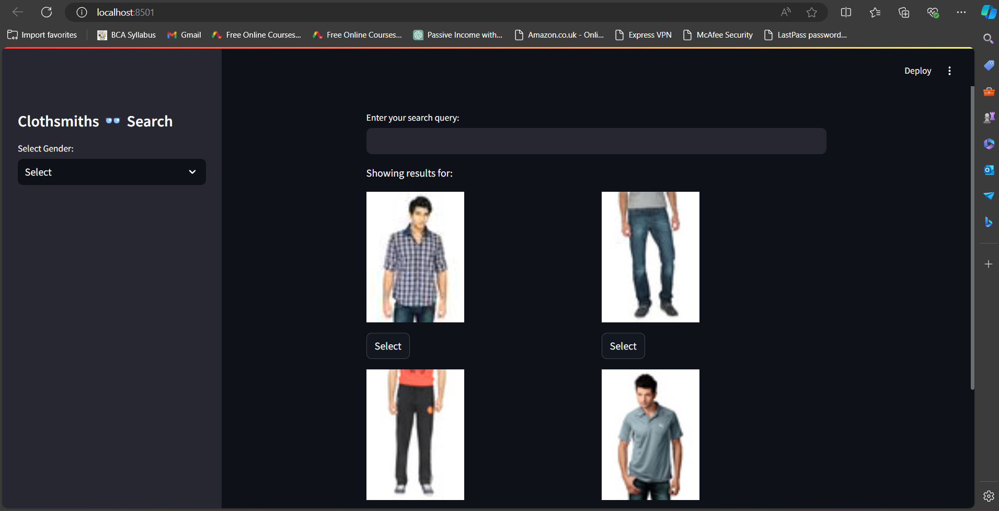 localhost:8501
Import favorites
BCA Syllabus
Gmail
Free Online Courses...
Free Online Courses...
Passive Income with...
Amazon.co.uk - Onli...
Express VPN
McAfee Security
LastPass password...
Deploy
Clothsmiths 👓 Search
Select Gender:
Select
Enter your search query:
Showing results for:
Select
Select